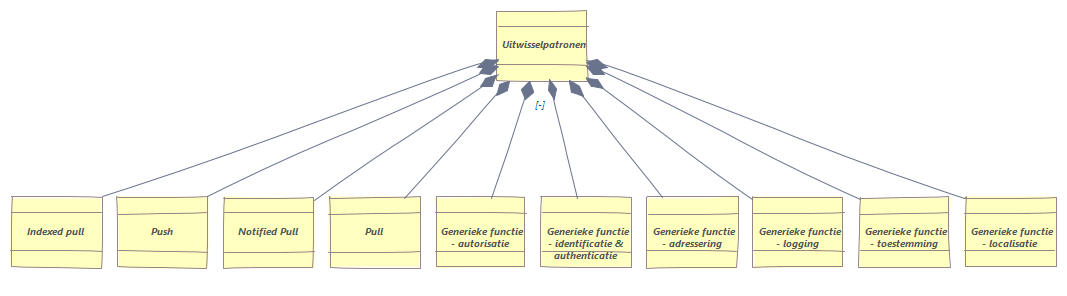 Uitwisselpatronen
[-]
Indexed pull
Push
Notified Pull
Pull
Generieke functie
- autorisatie
Generieke functie
- identificatie &
authenticatie
Generieke functie
- adressering
Generieke functie
- logging
Generieke functie
- toestemming
Generieke functie
- localisatie